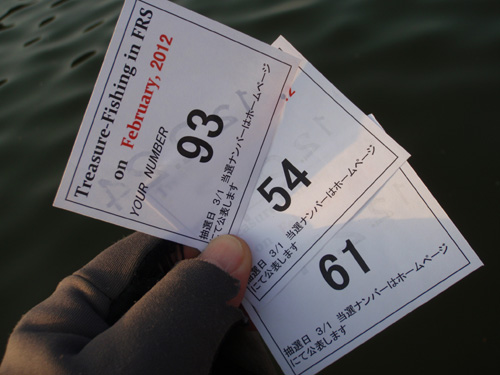 Treasure-Fishing in FRS
on February, 2012
YOUR NUMBER
93
抽選日 3/1 当選ナンバーはホームページ
にて公表します
54
抽選日 3/1 当選ナンバーはホームページ
にて公表します
61
抽選日 3/1 当選ナンバーはホームページ
にて公表します